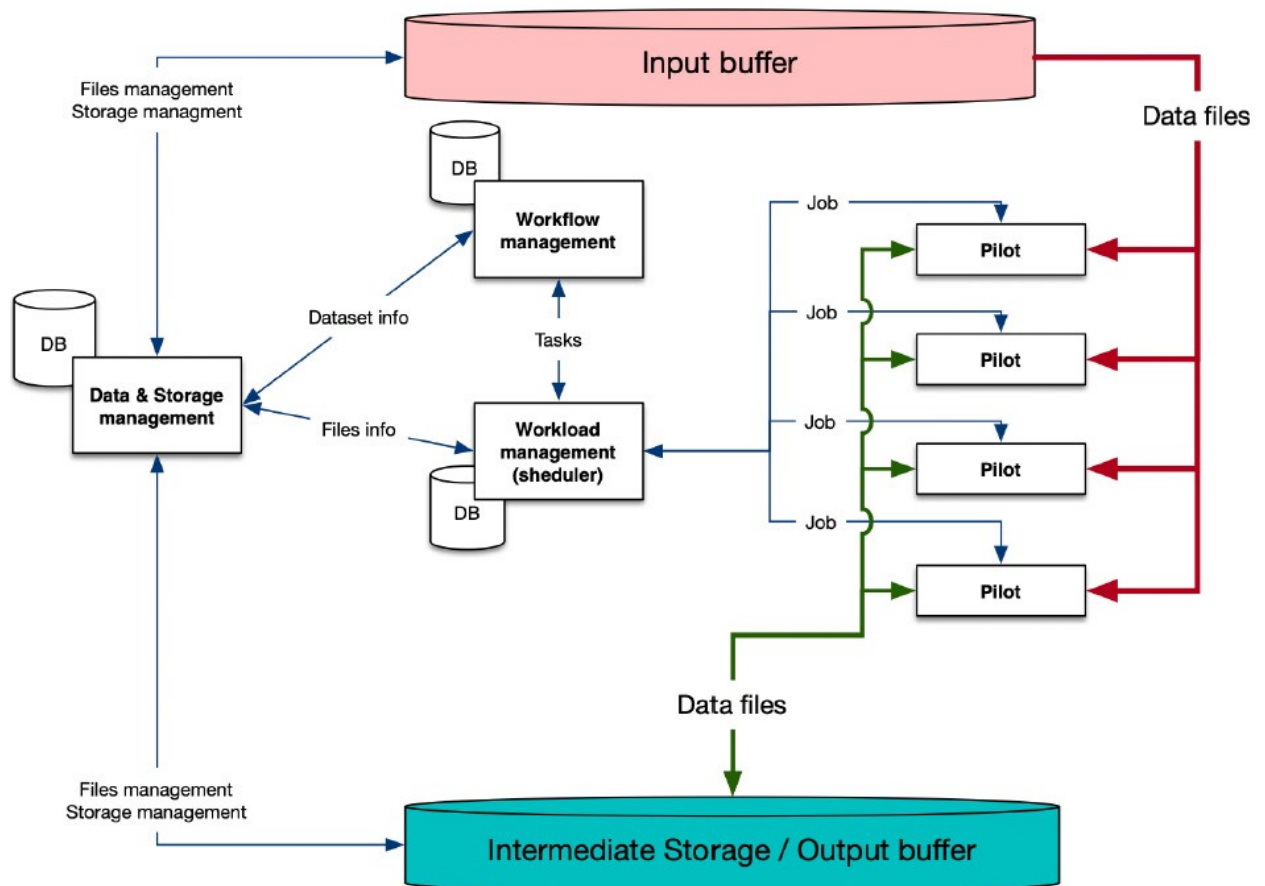 Input buffer
Files management
Storage managment
Data files
DB
Workflow
management
Job
Pilot
DB
Dataset info
Tasks
Job
Pilot
Data & Storage
management
Files info
Workload
management
(sheduler)
DB
Job
Pilot
Job
Pilot
Data files
Files management
Storage management
Intermediate Storage / Output buffer